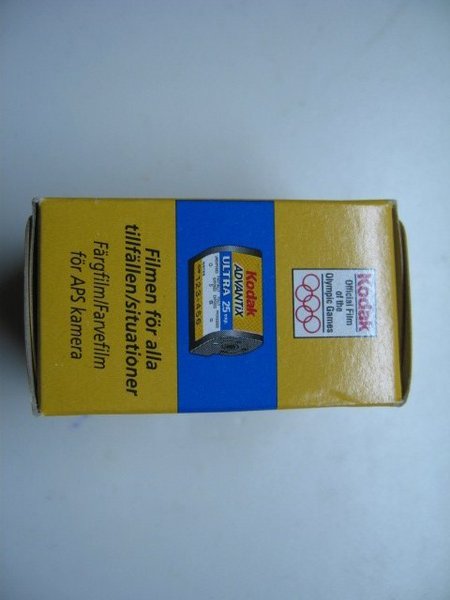 Kodak
Official Film
of the
Olympic Games
Kodak
ADVANTIX
ULTRA 25
Filmen för alla
tillfällen/situationer
Färgfilm/Farvefilm
för APS kamera